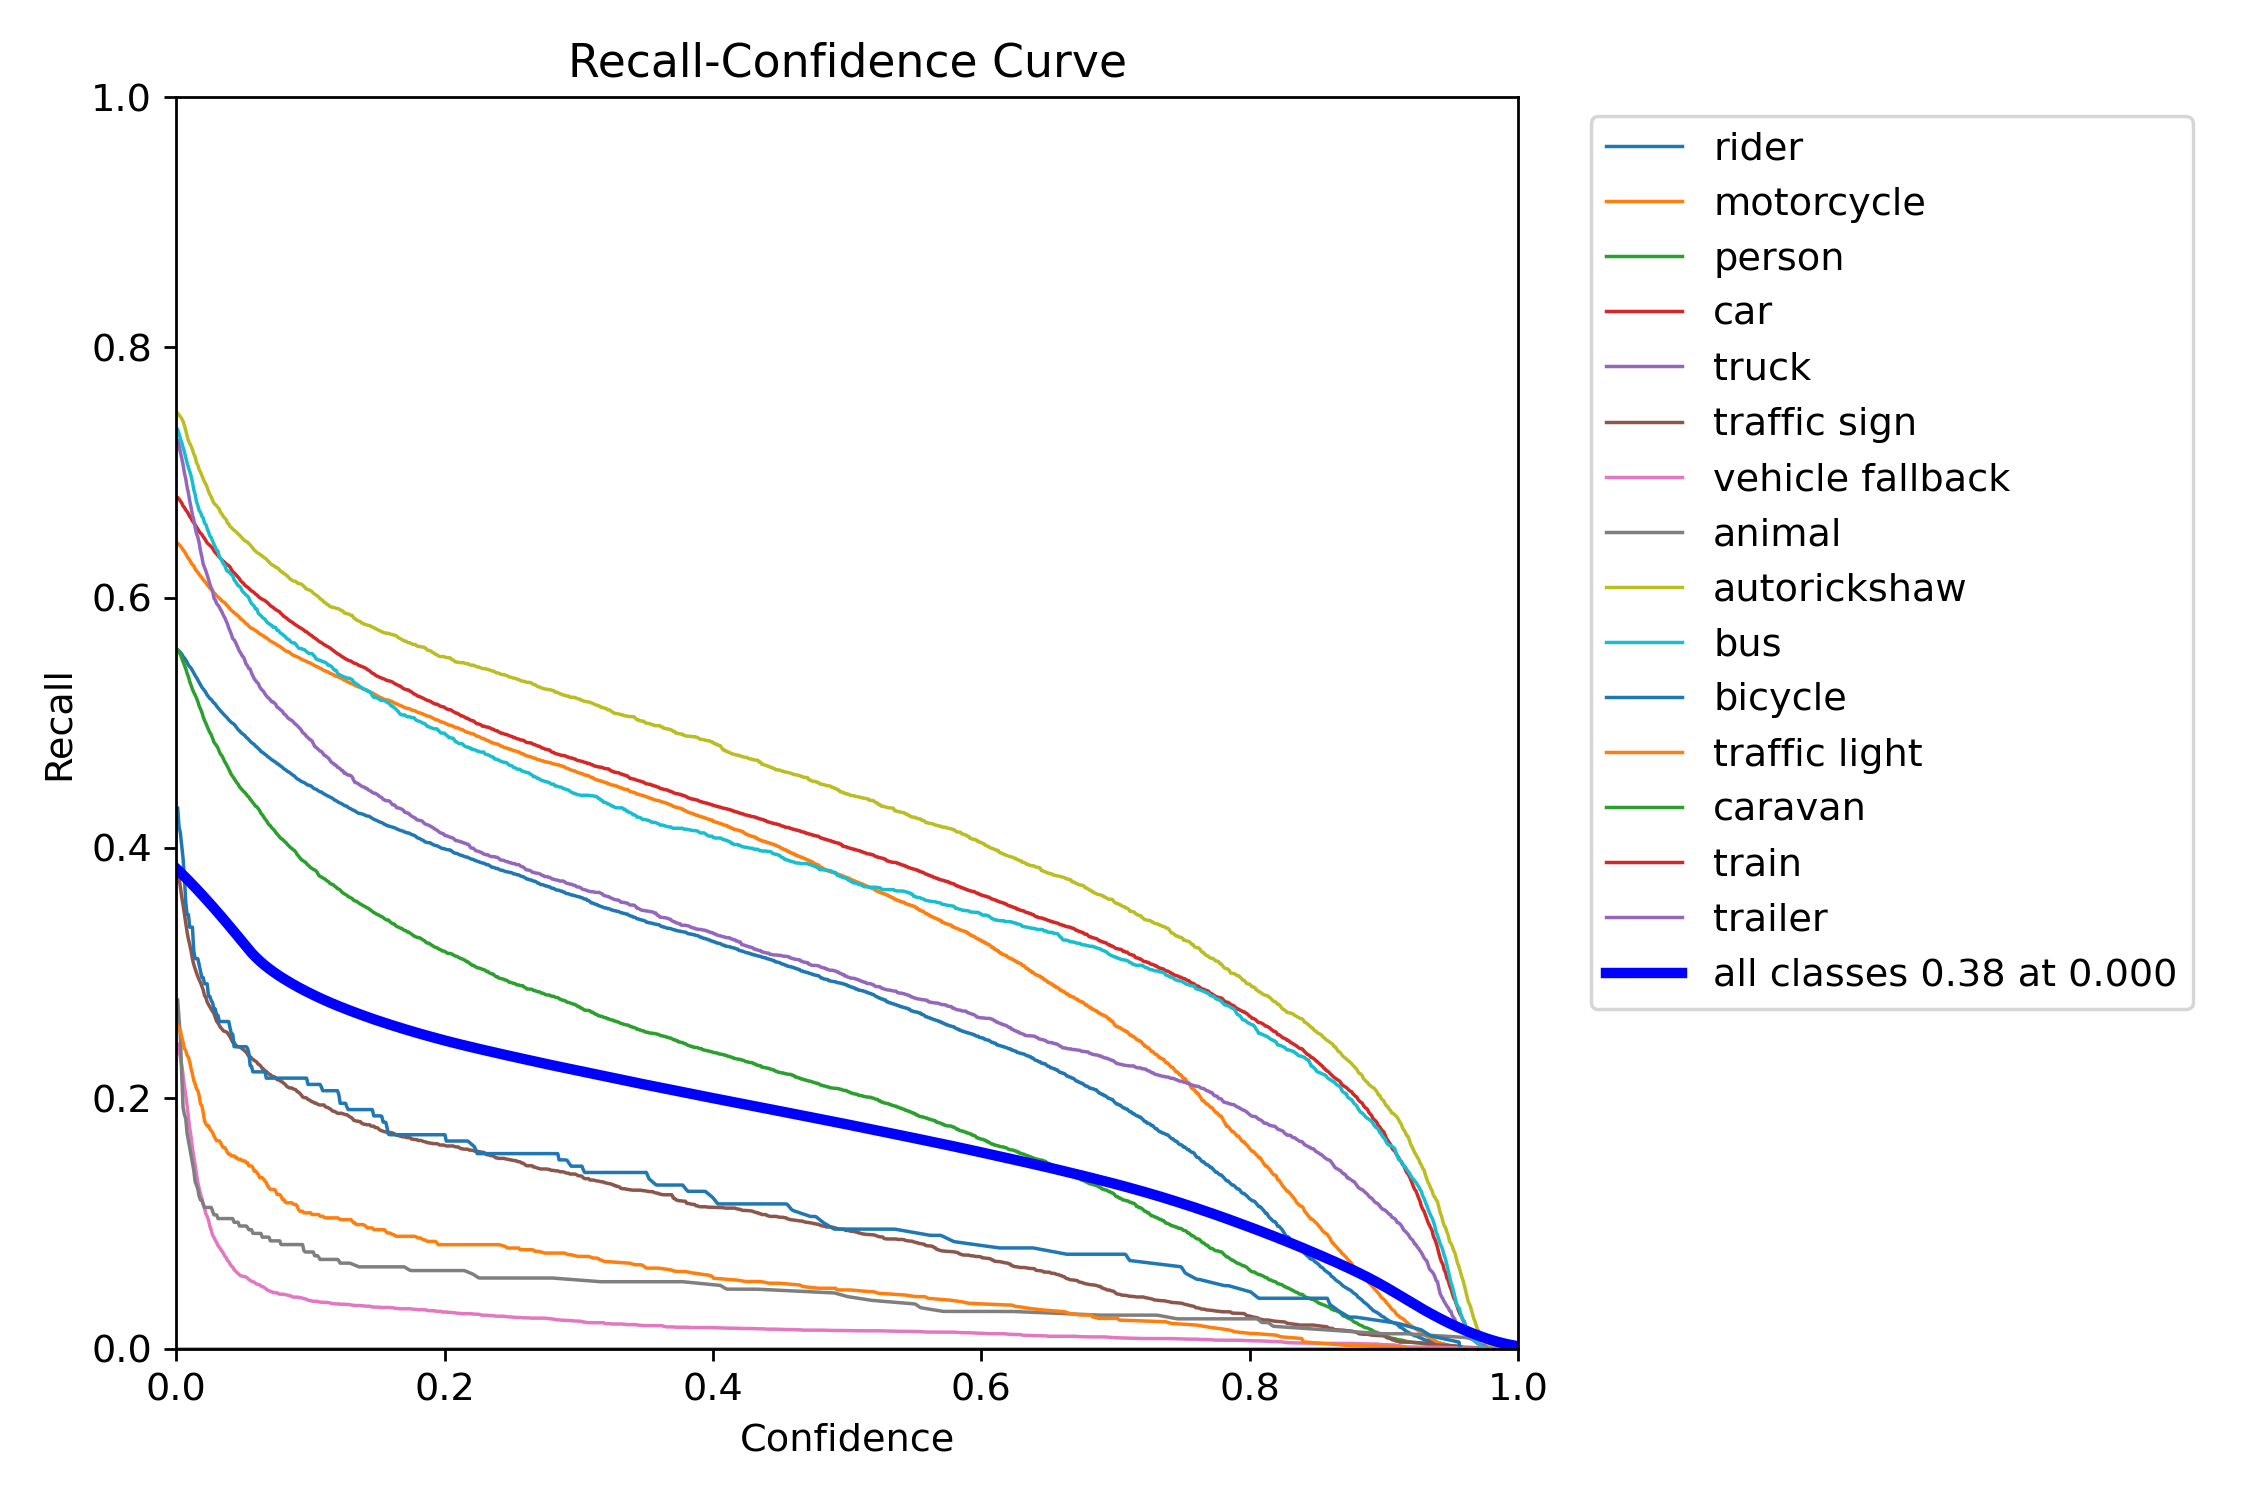 Recall-Confidence Curve
1.0
0.8
0.6
0.4
0.2
0.0
Recall
0.0 0.2 0.4 0.6 0.8 1.0
Confidence
rider
motorcycle
person
car
truck
traffic sign
vehicle fallback
animal
autorickshaw
bus
bicycle
traffic light
caravan
train
trailer
all classes 0.38 at 0.000